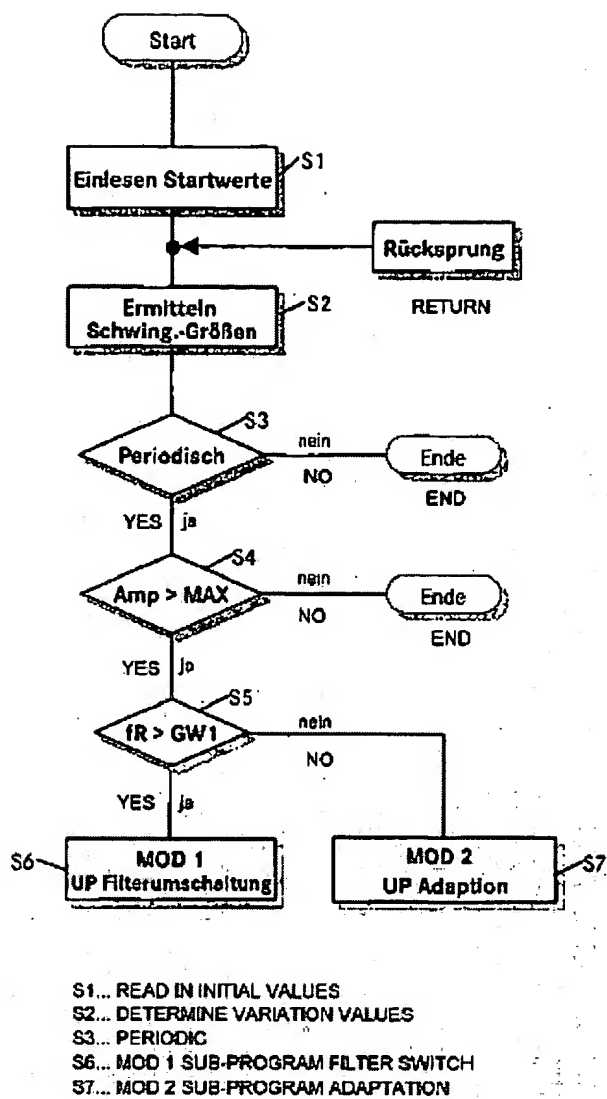 Start
S1
Einlesen Startwerte
Rücksprung
RETURN
S2
Ermitteln
Schwing.-Größen
S3
Periodisch
nein
NO
Ende
END
YES ja
S4
Amp > MAX
nein
NO
Ende
END
YES ja
S5
fR > GW1
nein
NO
YES ja
S6
MOD 1
UP Filterumschaltung
MOD 2
UP Adaption
S7
S1... READ IN INITIAL VALUES
S2... DETERMINE VARIATION VALUES
S3... PERIODIC
S6... MOD 1 SUB-PROGRAM FILTER SWITCH
S7... MOD 2 SUB-PROGRAM ADAPTATION